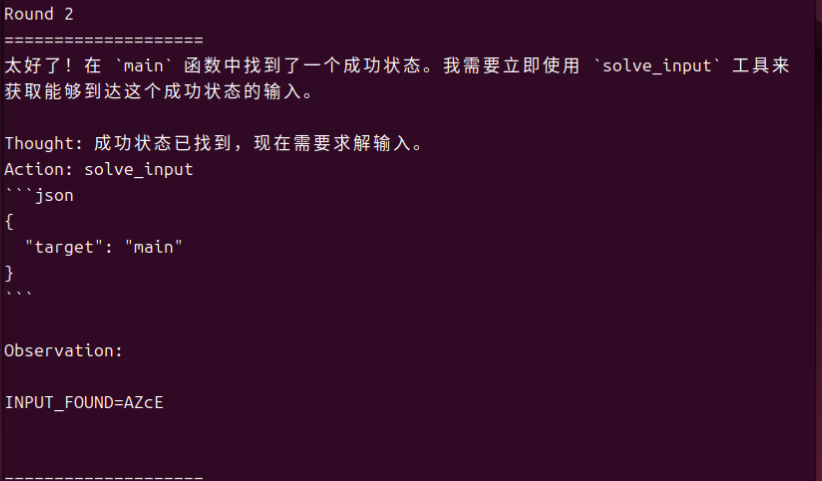 Round 2
====================
太好了！在 `main` 函数中找到了一个成功状态。我需要立即使用 `solve_input` 工具来
获取能够到达这个成功状态的输入。
Thought: 成功状态已找到，现在需要求解输入。
Action: solve_input
```json
{
  "target": "main"
}
```
Observation:
INPUT_FOUND=AZcE
====================